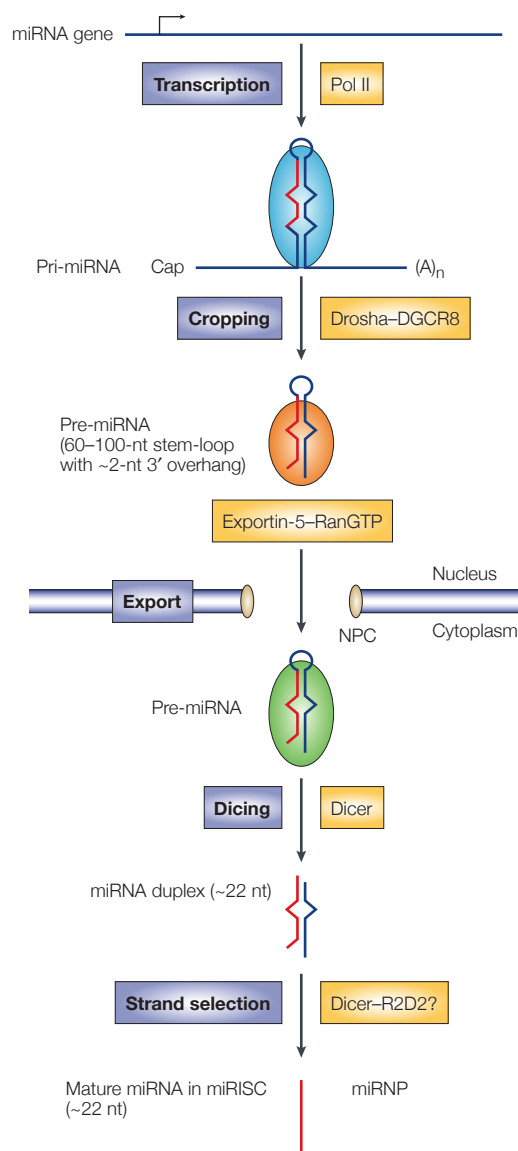 miRNA gene
Transcription
Pol II
Pri-miRNA
Cap
(A)n
Cropping
Drosha–DGCR8
Pre-miRNA
(60–100-nt stem-loop
with ~2-nt 3′ overhang)
Exportin-5–RanGTP
Export
Nucleus
NPC
Cytoplasm
Pre-miRNA
Dicing
Dicer
miRNA duplex (~22 nt)
Strand selection
Dicer–R2D2?
Mature miRNA in miRISC
(~22 nt)
miRNP